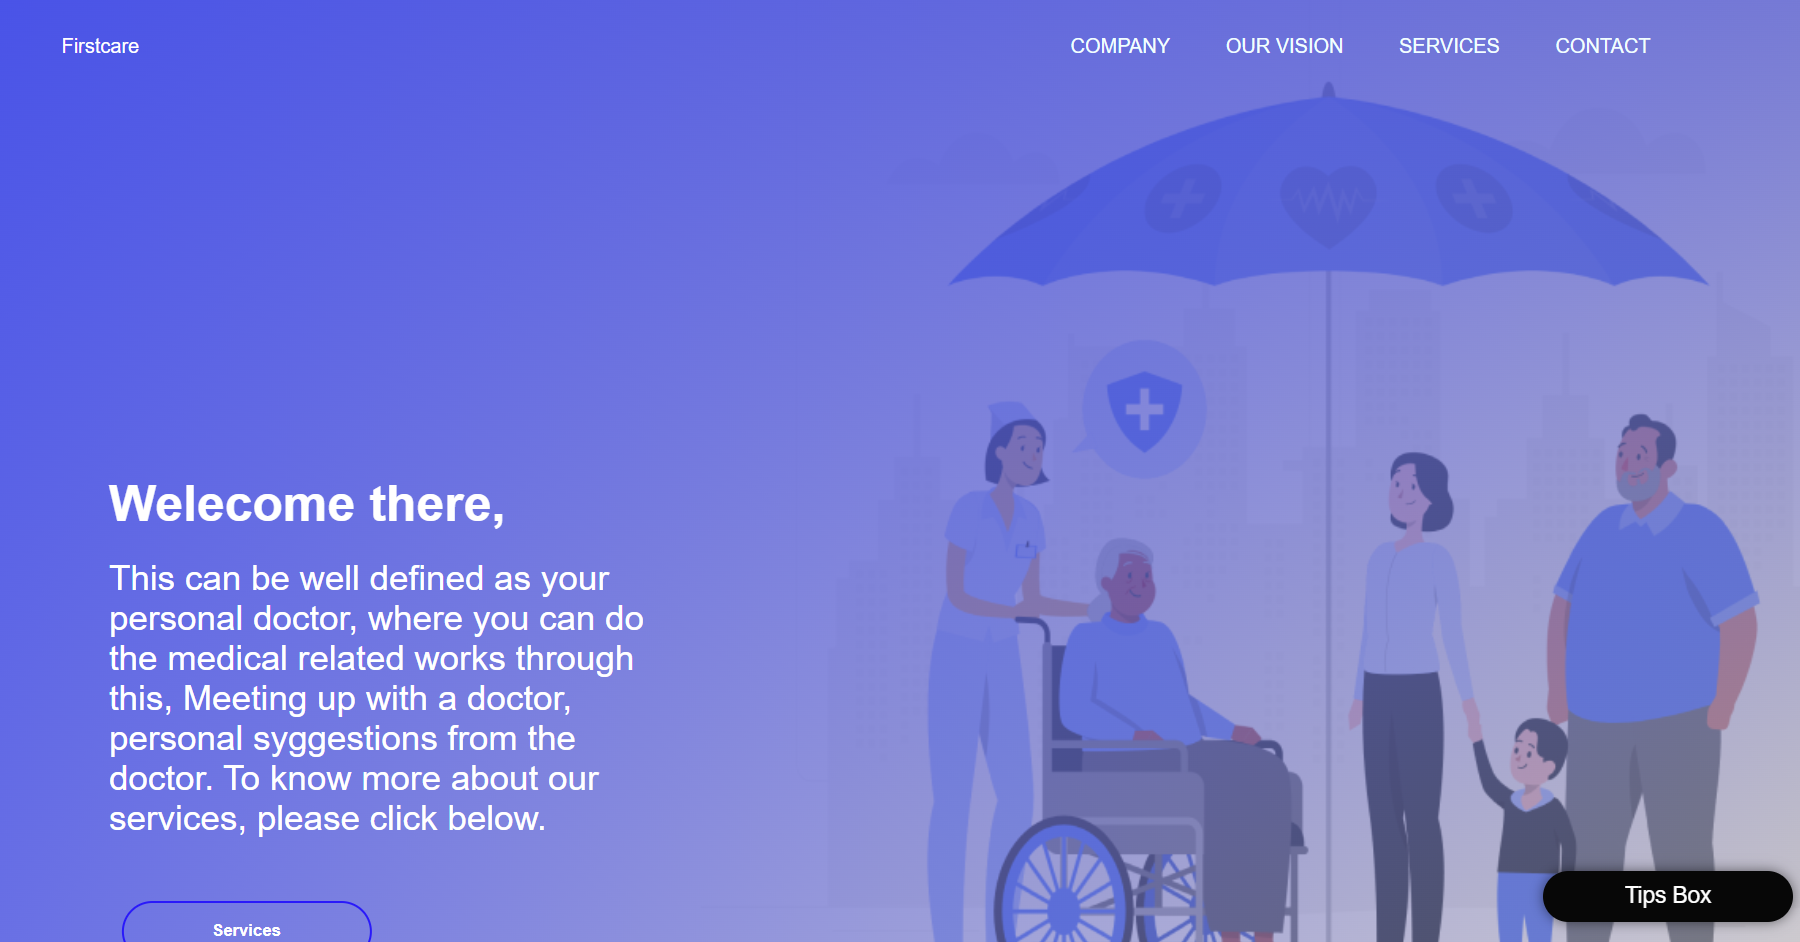 Firstcare
COMPANY OUR VISION SERVICES CONTACT
Welecome there,
This can be well defined as your
personal doctor, where you can do
the medical related works through
this, Meeting up with a doctor,
personal syggestions from the
doctor. To know more about our
services, please click below.
Services
Tips Box